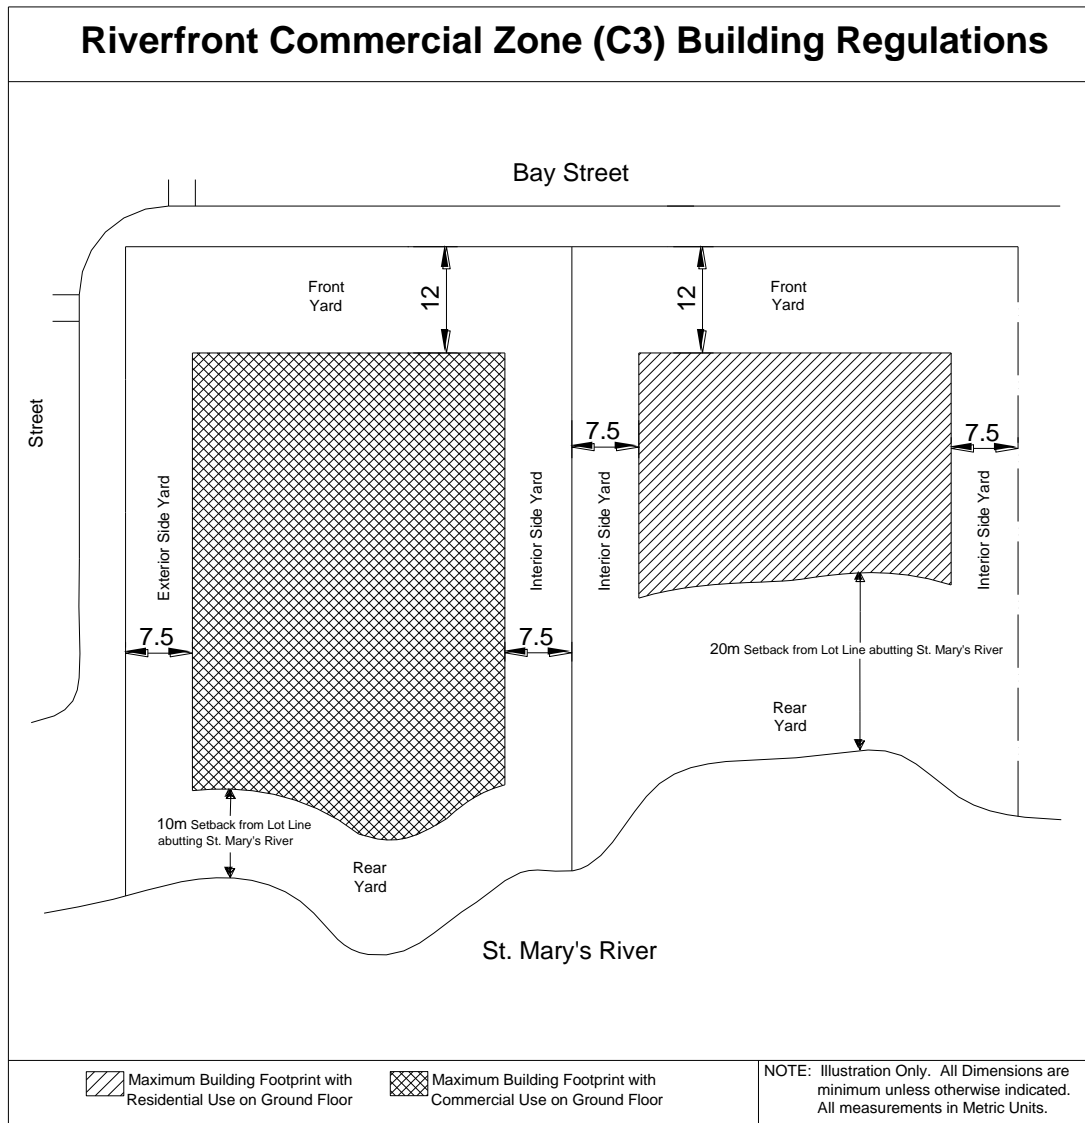 Riverfront Commercial Zone (C3) Building Regulations
Bay Street
Street
Front
Yard
12
Front
Yard
12
7.5
7.5
Exterior Side Yard
Interior Side Yard
Interior Side Yard
Interior Side Yard
7.5
7.5
20m Setback from Lot Line abutting St. Mary's River
Rear
Yard
10m Setback from Lot Line
abutting St. Mary's River
Rear
Yard
St. Mary's River
Maximum Building Footprint with
Residential Use on Ground Floor
Maximum Building Footprint with
Commercial Use on Ground Floor
NOTE: Illustration Only. All Dimensions are
minimum unless otherwise indicated.
All measurements in Metric Units.